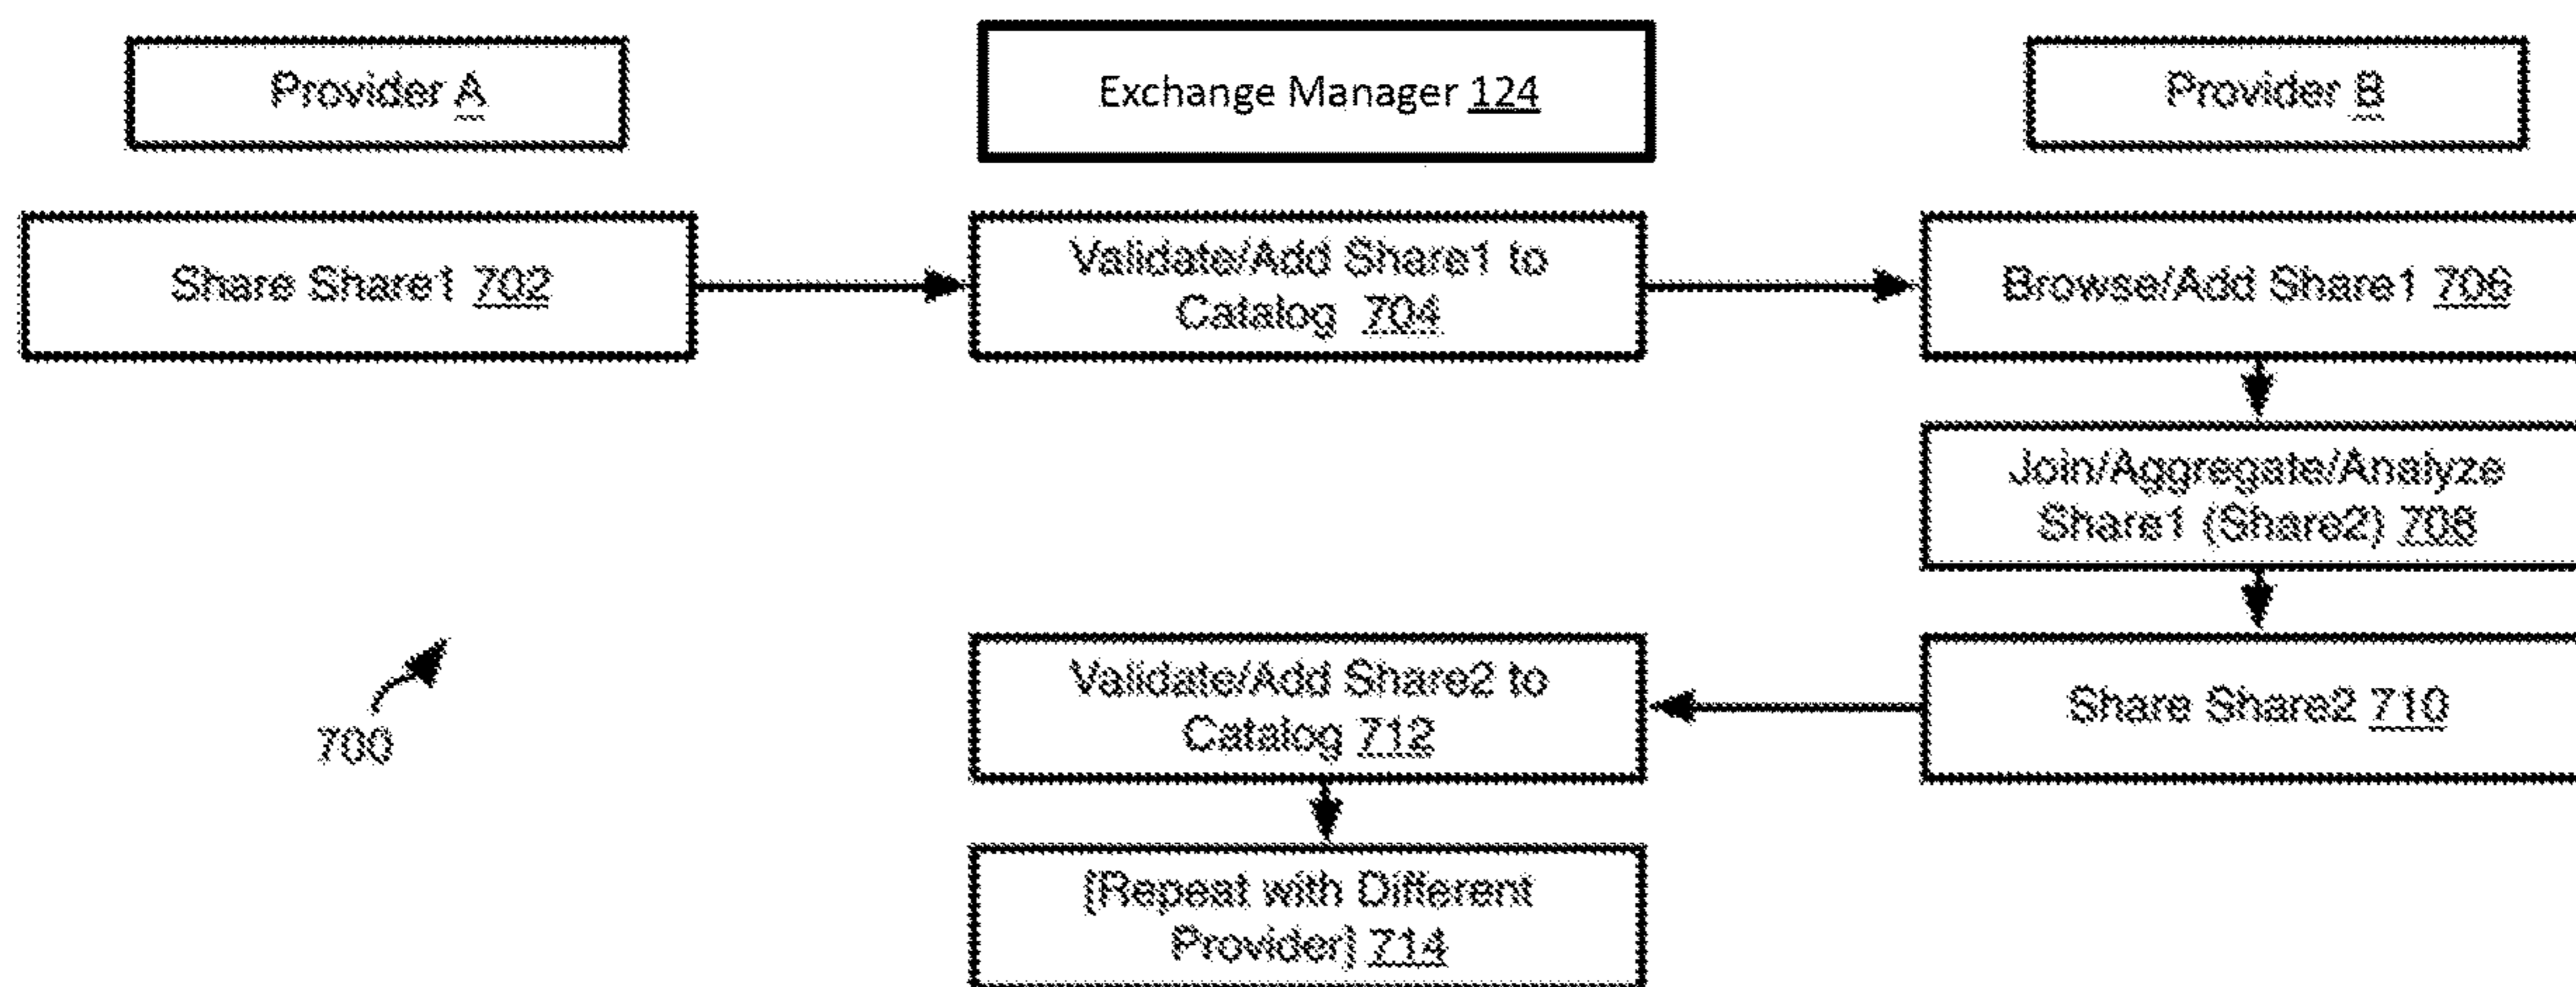 Provider A
Exchange Manager 124
Provider B
Share Share1 702
Validate/Add Share1 to
Catalog 704
Browse/Add Share1 706
Join/Aggregate/Analyze
Share1 (Share2) 708
Validate/Add Share2 to
Catalog 712
Share Share2 710
700
[Repeat with Different
Provider] 714